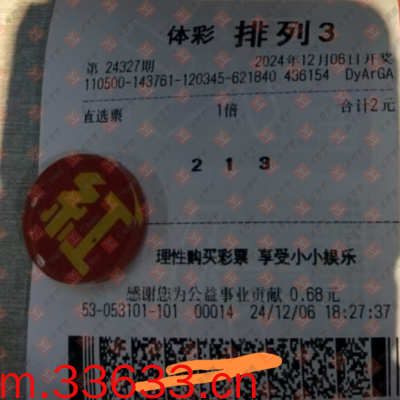 体彩 排列3
第 24327期 2024年12月06日开奖
110500-143761-120345-621840 436154 DyArGA
直选票 1倍 合计2元
2 1 3
红
理性购买彩票 享受小小娱乐
感谢您为公益事业贡献 0.68元
53-053101-101 00014 24/12/06 18:27:37
m.33633.cn